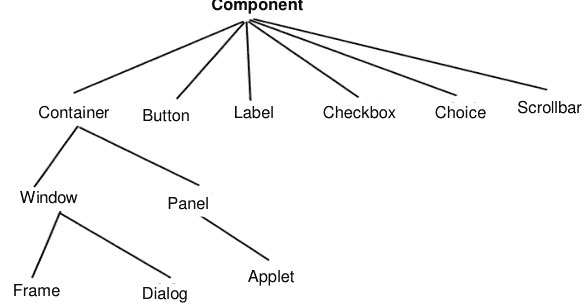 Component
Container
Button
Label
Checkbox
Choice
Scrollbar
Window
Panel
Frame
Dialog
Applet